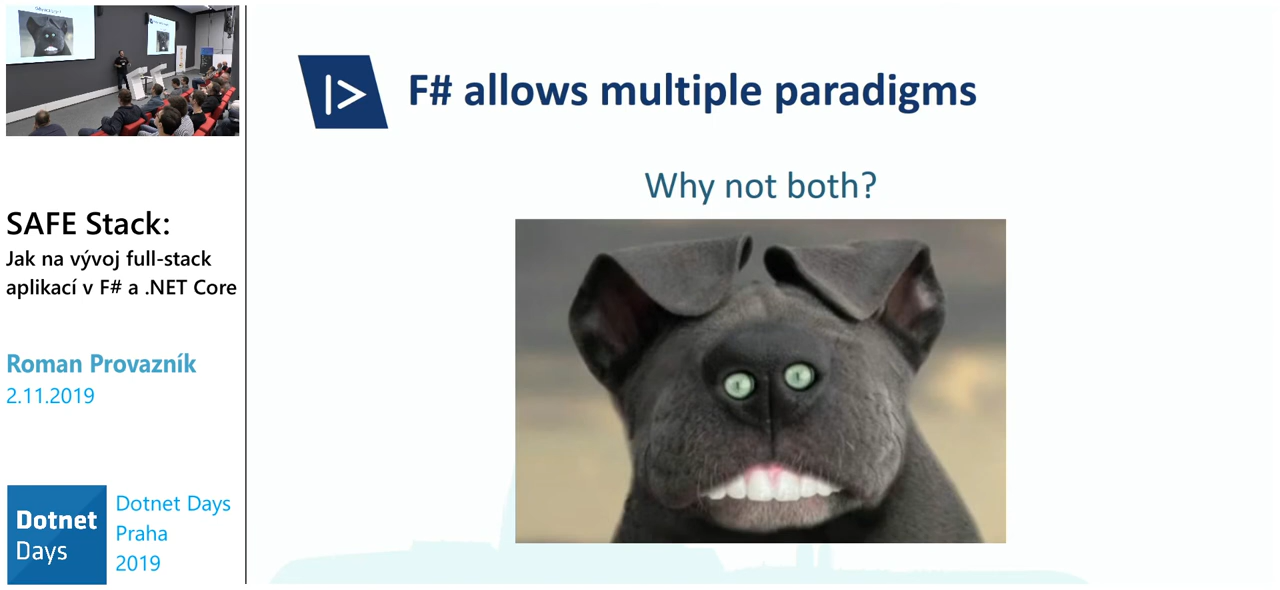 SAFE Stack:
Jak na vývoj full-stack
aplikací v F# a .NET Core
Roman Provazník
2.11.2019
Dotnet
Days
Dotnet Days
Praha
2019
F# allows multiple paradigms
Why not both?